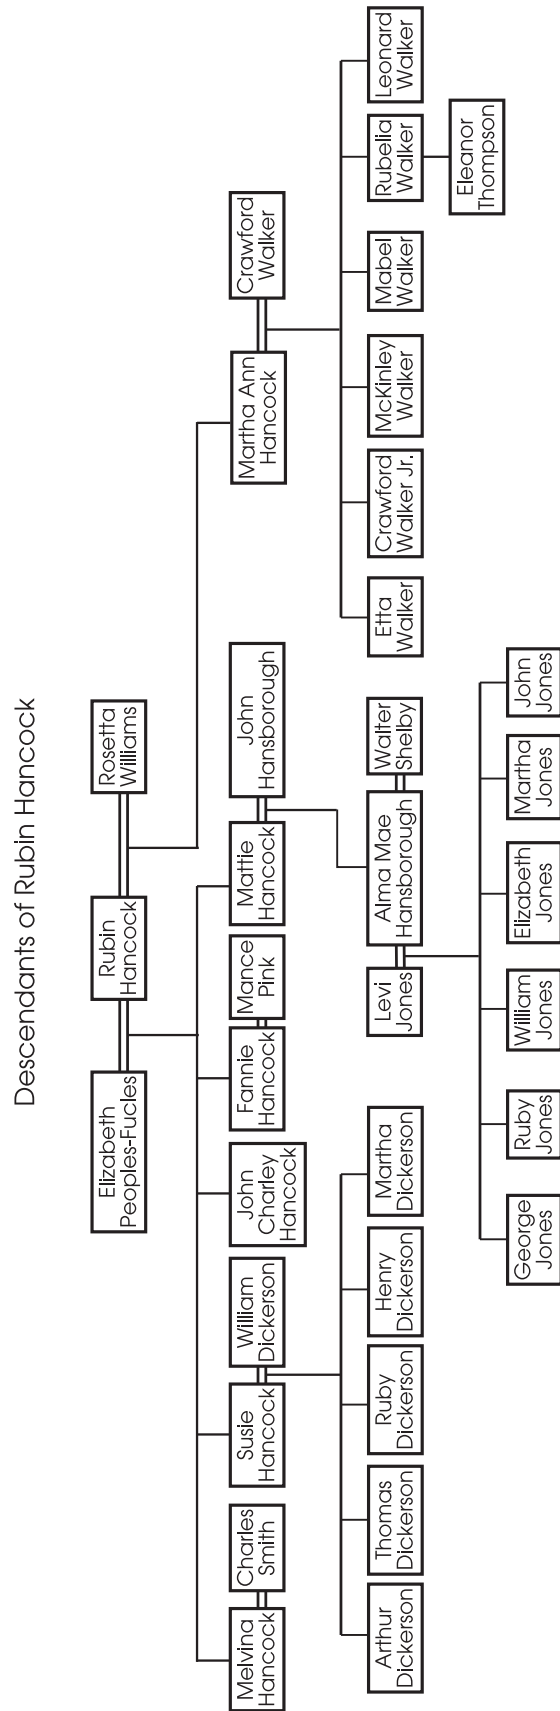 Descendants of Rubin Hancock
Elizabeth
Peoples-Fucles
Rubin
Hancock
Rosetta
Williams
Melvina
Hancock
Charles
Smith
Susie
Hancock
William
Dickerson
John
Charley
Hancock
Fannie
Hancock
Mance
Pink
Mattie
Hancock
John
Hansborough
Martha Ann
Hancock
Crawford
Walker
Arthur
Dickerson
Thomas
Dickerson
Ruby
Dickerson
Henry
Dickerson
Martha
Dickerson
Levi
Jones
Alma Mae
Hansborough
Walter
Shelby
Etta
Walker
Crawford
Walker Jr.
McKinley
Walker
Mabel
Walker
Rubelia
Walker
Leonard
Walker
Eleanor
Thompson
George
Jones
Ruby
Jones
William
Jones
Elizabeth
Jones
Martha
Jones
John
Jones